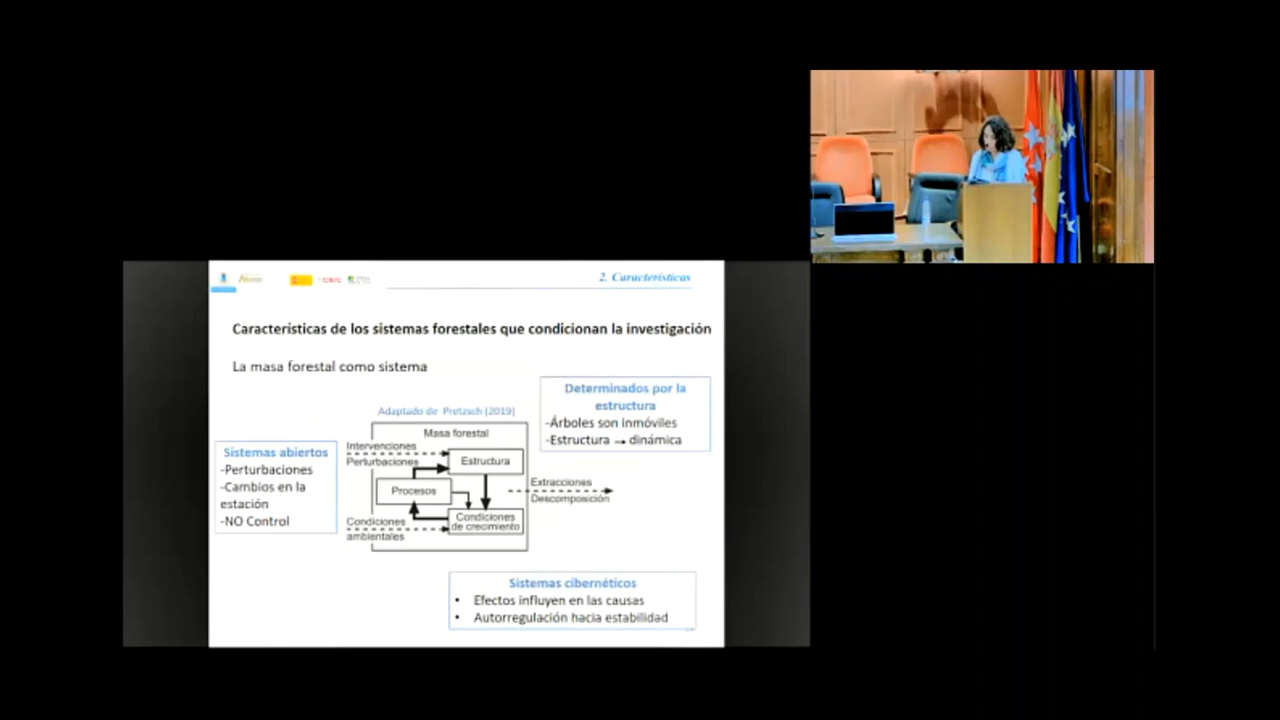 2. Características
Características de los sistemas forestales que condicionan la investigación
La masa forestal como sistema
Determinados por la
estructura
-Árboles son inmóviles
-Estructura → dinámica
Adaptado de Pretzsch (2019)
Masa forestal
Sistemas abiertos
-Perturbaciones
-Cambios en la
estación
-NO Control
Intervenciones
Perturbaciones
Estructura
Procesos
Extracciones
Descomposición
Condiciones
ambientales
Condiciones
de crecimiento
Sistemas cibernéticos
• Efectos influyen en las causas
• Autorregulación hacia estabilidad